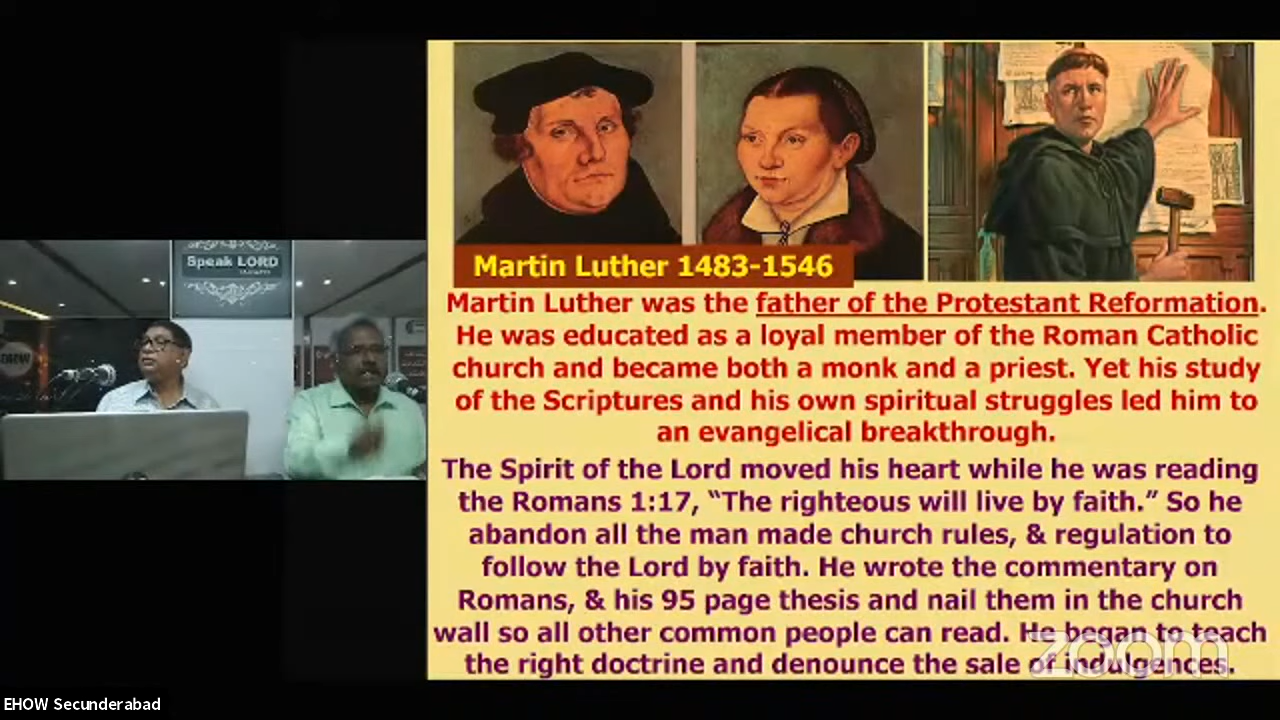 Speak LORD
EHOW
Martin Luther 1483-1546
Martin Luther was the father of the Protestant Reformation.
He was educated as a loyal member of the Roman Catholic
church and became both a monk and a priest. Yet his study
of the Scriptures and his own spiritual struggles led him to
an evangelical breakthrough.
The Spirit of the Lord moved his heart while he was reading
the Romans 1:17, “The righteous will live by faith.” So he
abandon all the man made church rules, & regulation to
follow the Lord by faith. He wrote the commentary on
Romans, & his 95 page thesis and nail them in the church
wall so all other common people can read. He began to teach
the right doctrine and denounce the sale of indulgences.
zoom
EHOW Secunderabad